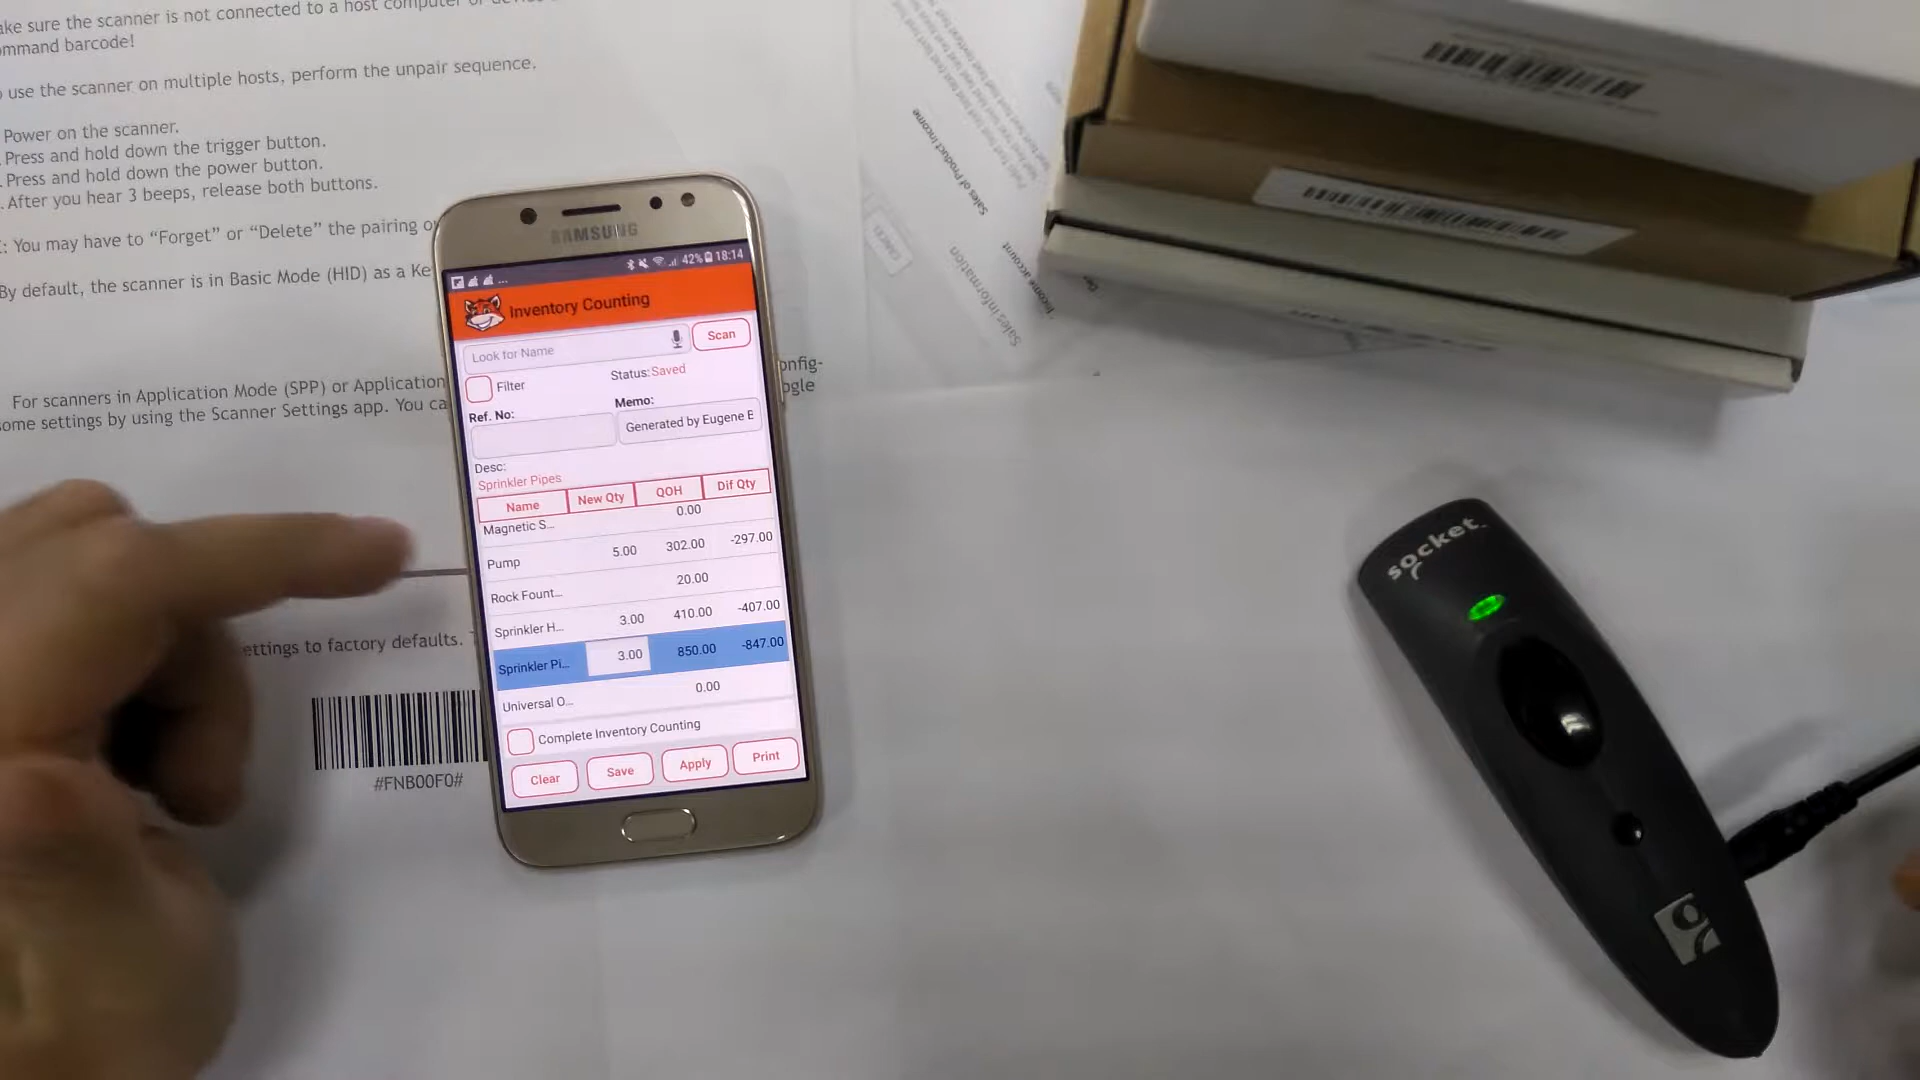 ake sure the scanner is not connected to a host computer or device
ommand barcode!
use the scanner on multiple hosts, perform the unpair sequence.
Power on the scanner.
Press and hold down the trigger button.
Press and hold down the power button.
After you hear 3 beeps, release both buttons.
: You may have to “Forget” or “Delete” the pairing o
By default, the scanner is in Basic Mode (HID) as a Ke
For scanners in Application Mode (SPP) or Application
onfig-
ome settings by using the Scanner Settings app. You ca
ogle
ettings to factory defaults.
#FNB00F0#
SAMSUNG
42% 18:14
Inventory Counting
Look for Name
Scan
Filter
Status:Saved
Ref. No:
Memo:
Generated by Eugene E
Desc:
Sprinkler Pipes
Name New Qty QOH Dif Qty
Magnetic S... 0.00
Pump 5.00 302.00 -297.00
Rock Fount... 20.00
Sprinkler H... 3.00 410.00 -407.00
Sprinkler Pi... 3.00 850.00 -847.00
Universal O... 0.00
Complete Inventory Counting
Clear Save Apply Print
Sales of Product Income
Sales Information
* Income account
socket